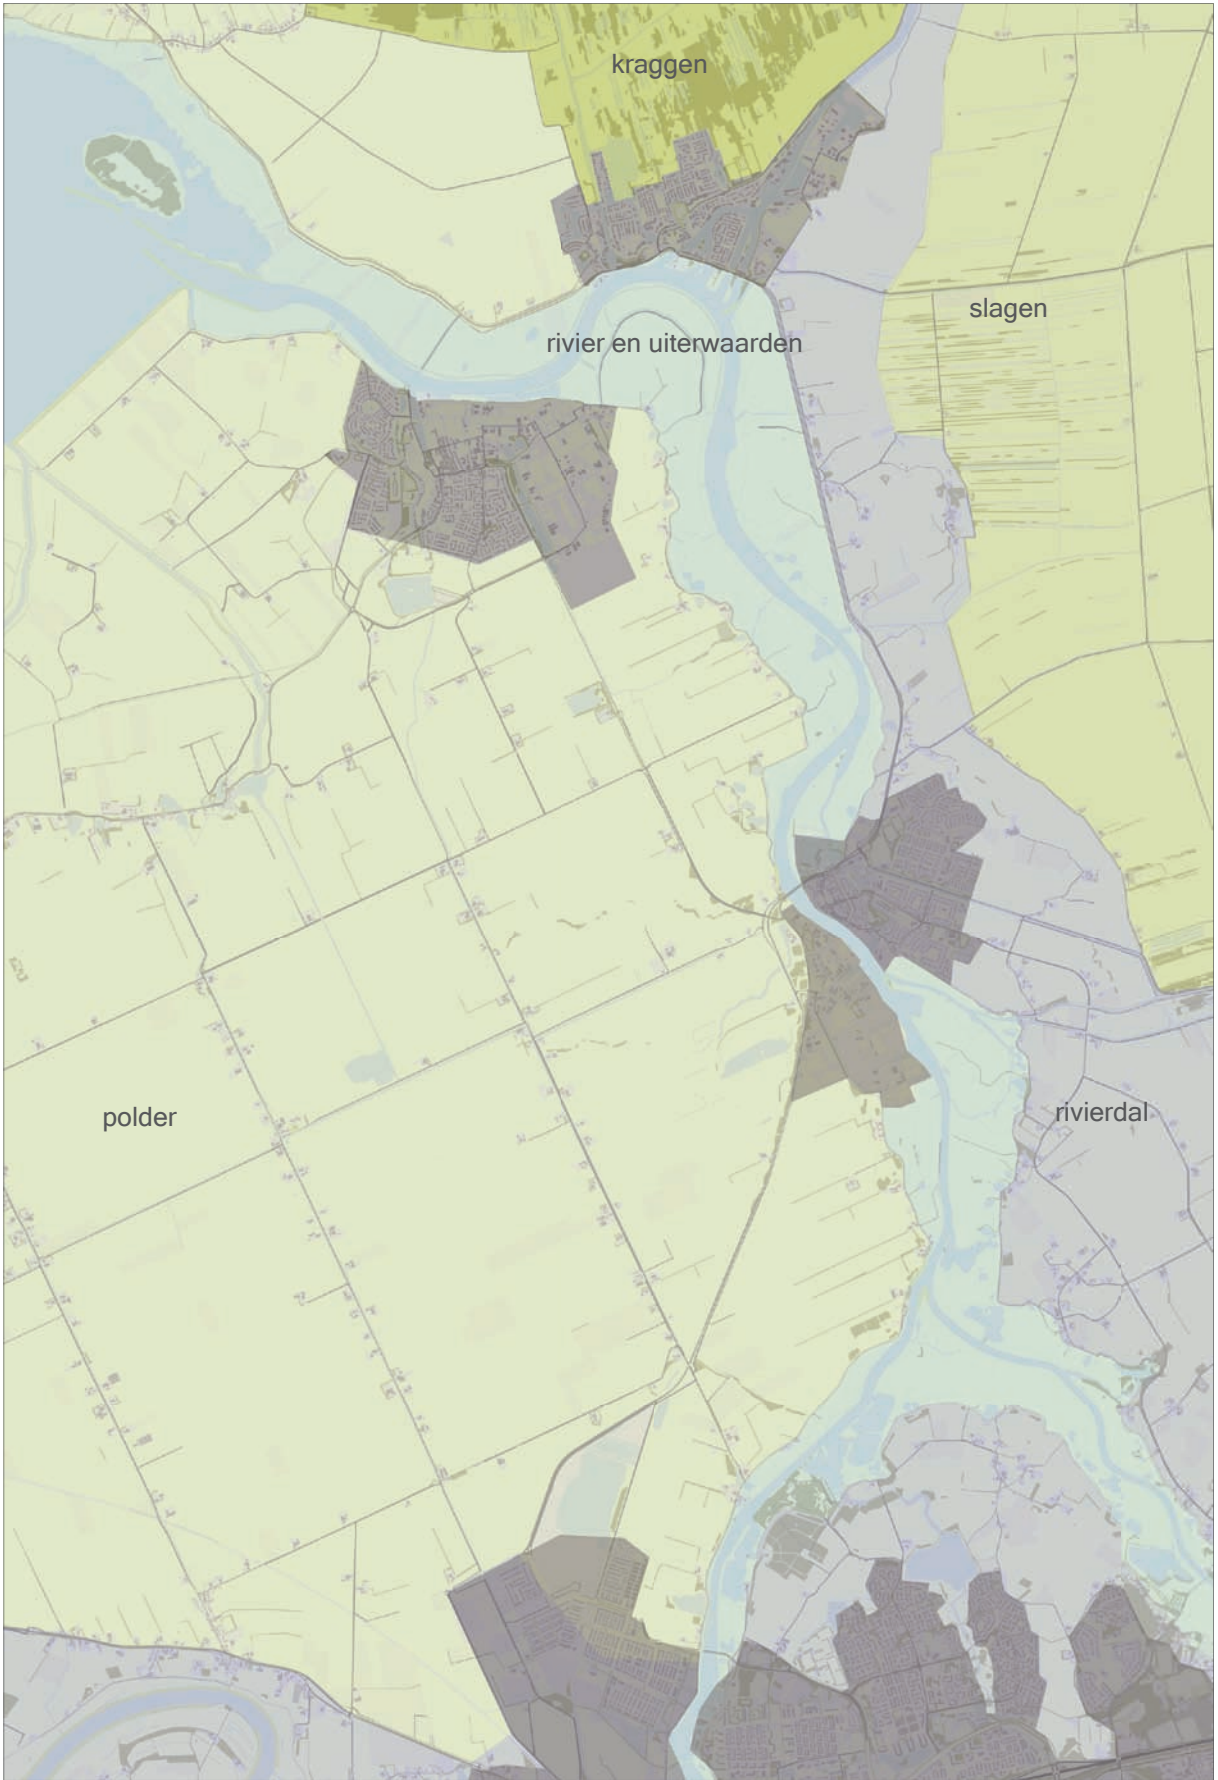 kraggen
slagen
rivier en uiterwaarden
polder
rivierdal